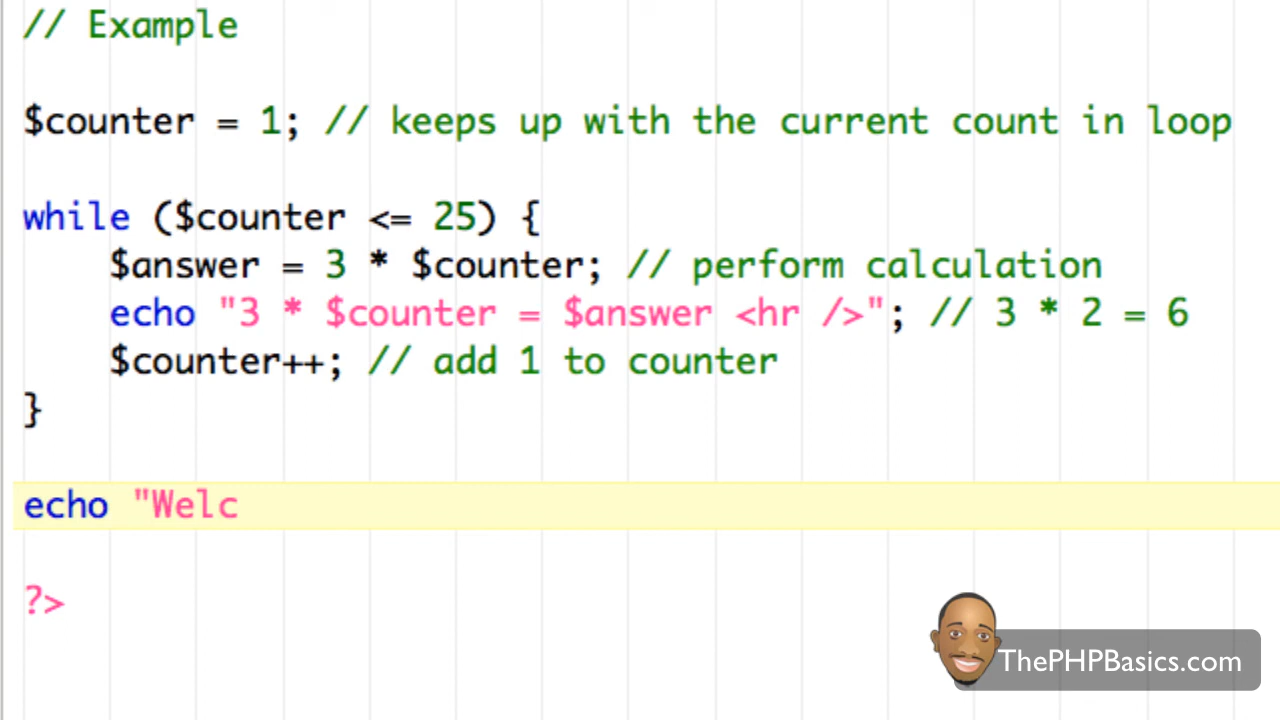 // Example
$counter = 1; // keeps up with the current count in loop
while ($counter <= 25) {
    $answer = 3 * $counter; // perform calculation
    echo "3 * $counter = $answer <hr />"; // 3 * 2 = 6
    $counter++; // add 1 to counter
}
echo "Welc
?>
ThePHPBasics.com